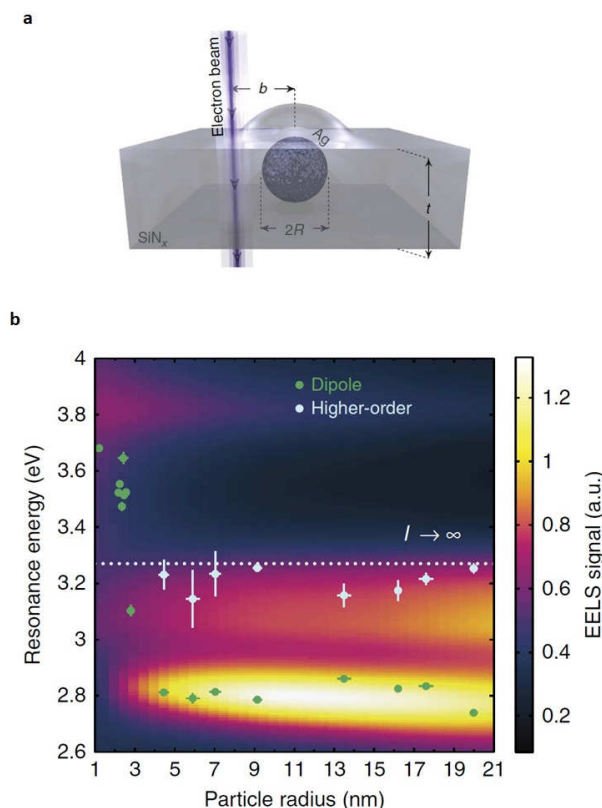 a
Electron beam
b
Ag
t
2R
SiNₓ
b
4
3.8
3.6
3.4
3.2
3
2.8
2.6
Resonance energy (eV)
Dipole
Higher-order
l → ∞
1 3 5 7 9 11 13 15 17 19 21
Particle radius (nm)
1.2
1
0.8
0.6
0.4
0.2
EELS signal (a.u.)